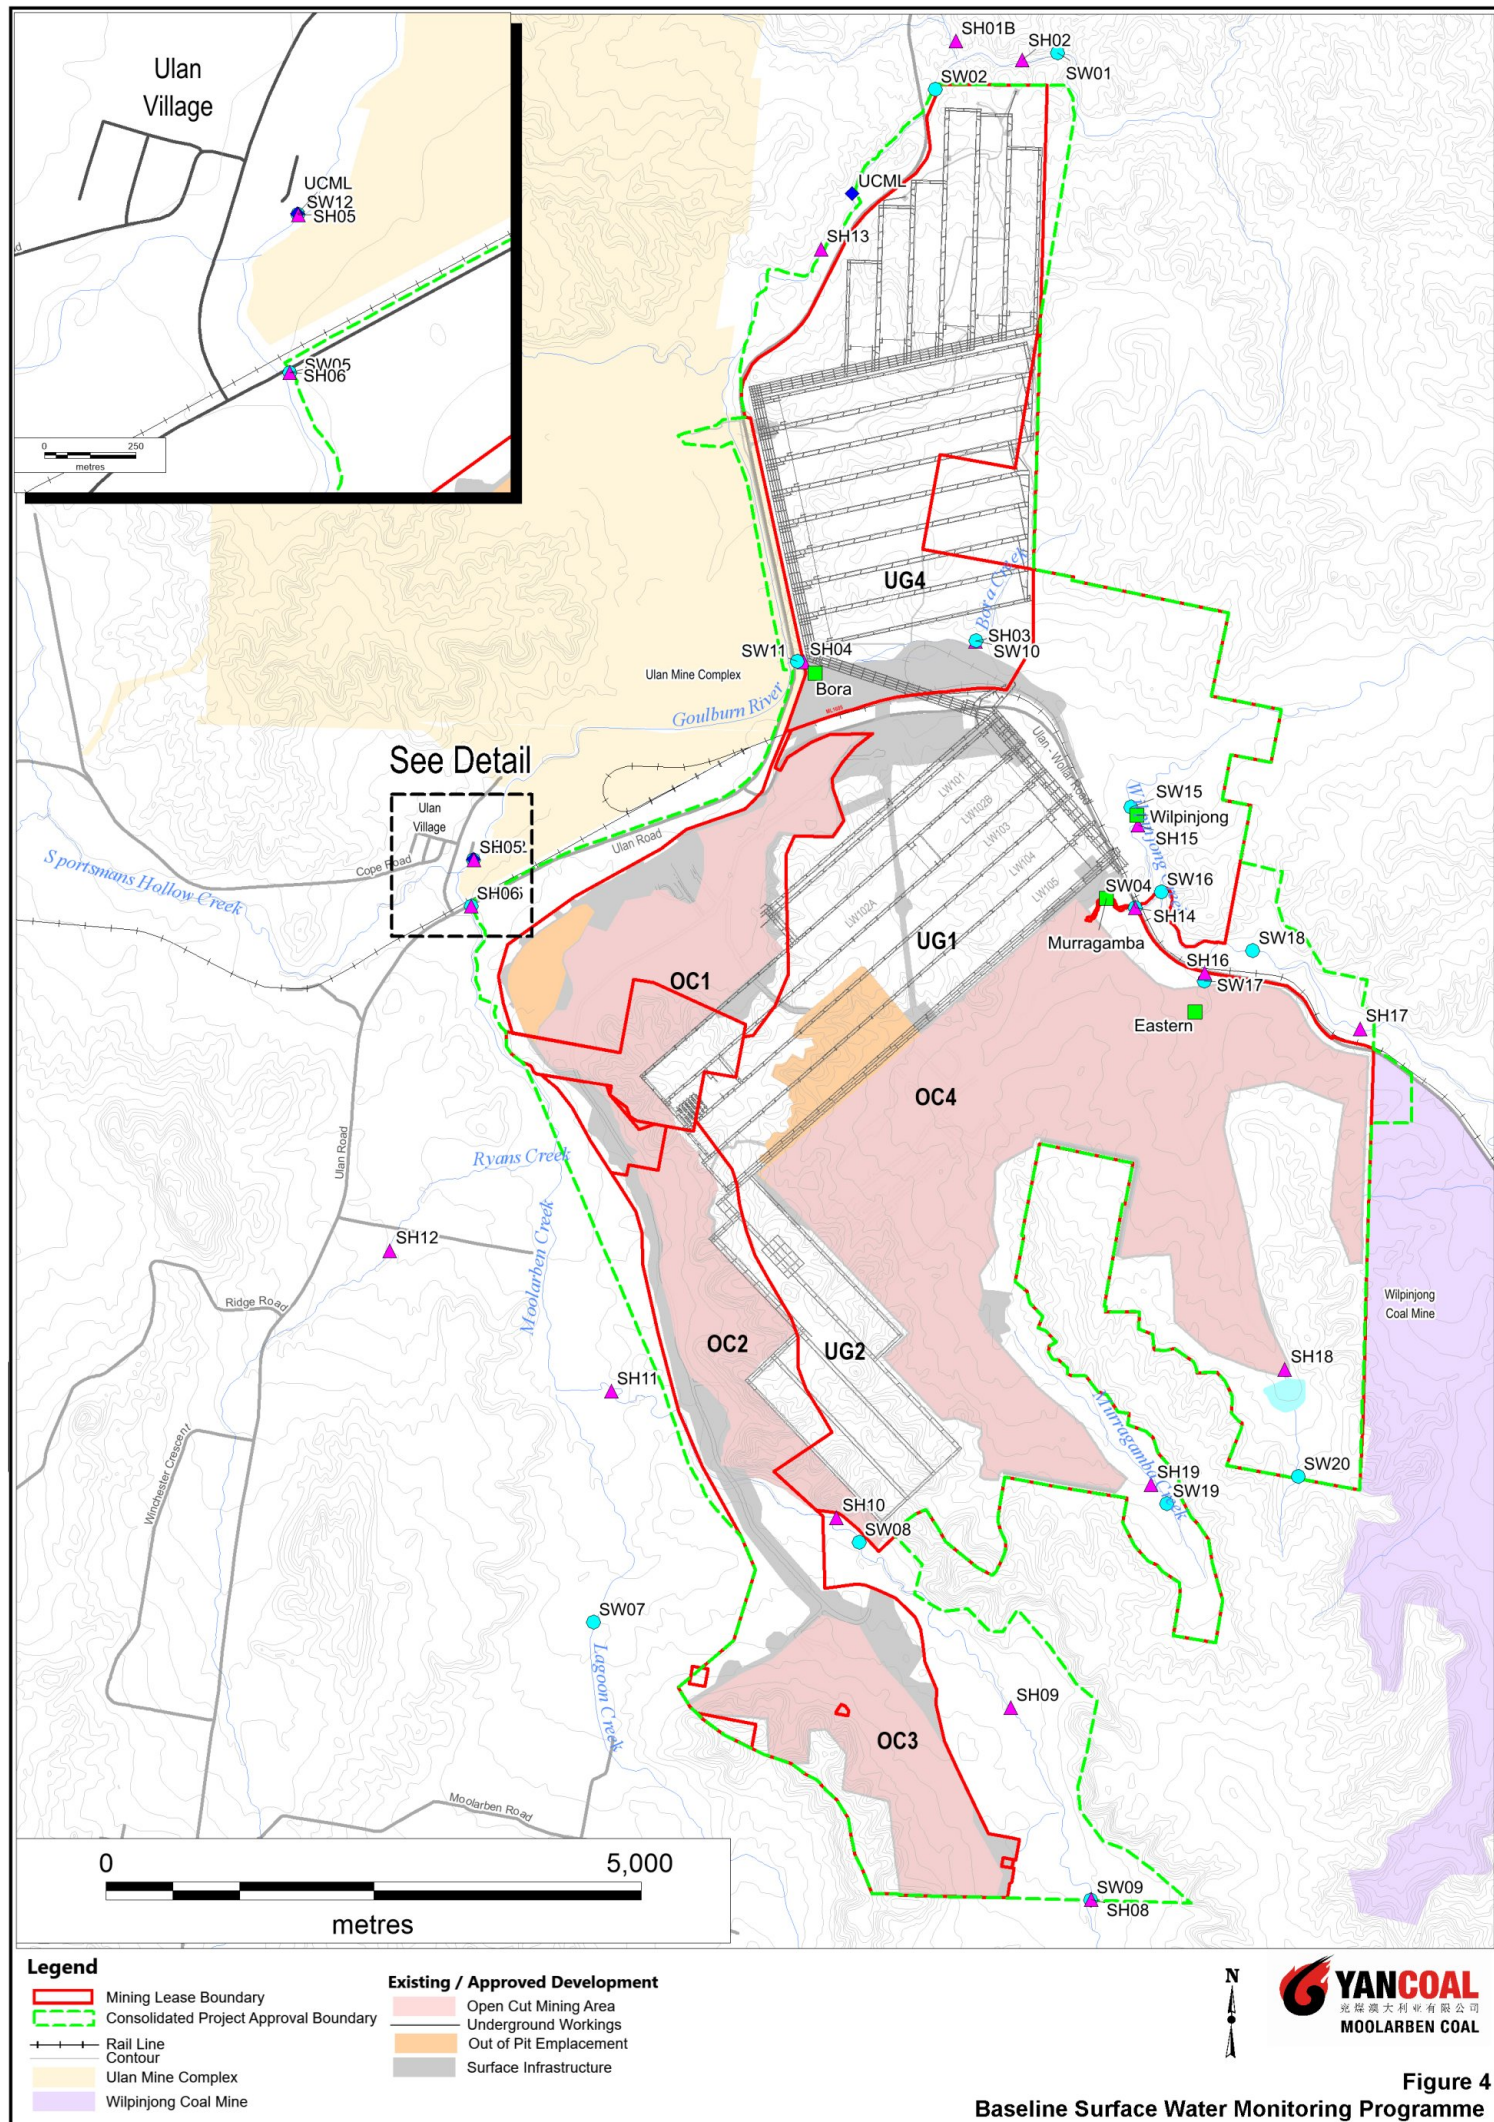 Ulan
Village
UCML
SW12
SH05
SW05
SH06
0 250
metres
SH01B
SH02
SW01
SW02
UCML
SH13
UG4
Bora Creek
SH03
SW10
SW11
SH04
Bora
Ulan Mine Complex
Goulburn River
Ulan - Wollar Road
See Detail
Ulan
Village
Cope Road
SH05
SH06
Ulan Road
Sportsmans Hollow Creek
LW101
LW102B
LW103
LW104
LW105
LW102A
SW15
Wilpinjong
SH15
SW16
SW04
SH14
Murragamba
SW18
SH16
SW17
Eastern
SH17
UG1
OC1
OC4
Ryans Creek
Ulan Road
SH12
Moolarben Creek
Ridge Road
Wilpinjong
Coal Mine
OC2
UG2
SH11
SH18
Winchester Crescent
Murragamba Creek
SH19
SW19
SW20
SH10
SW08
SW07
Lagoon Creek
SH09
OC3
Moolarben Road
SW09
SH08
0 5,000
metres
Legend
Mining Lease Boundary
Consolidated Project Approval Boundary
Rail Line
Contour
Ulan Mine Complex
Wilpinjong Coal Mine
Existing / Approved Development
Open Cut Mining Area
Underground Workings
Out of Pit Emplacement
Surface Infrastructure
N
YANCOAL
兖煤澳大利亚有限公司
MOOLARBEN COAL
Figure 4
Baseline Surface Water Monitoring Programme